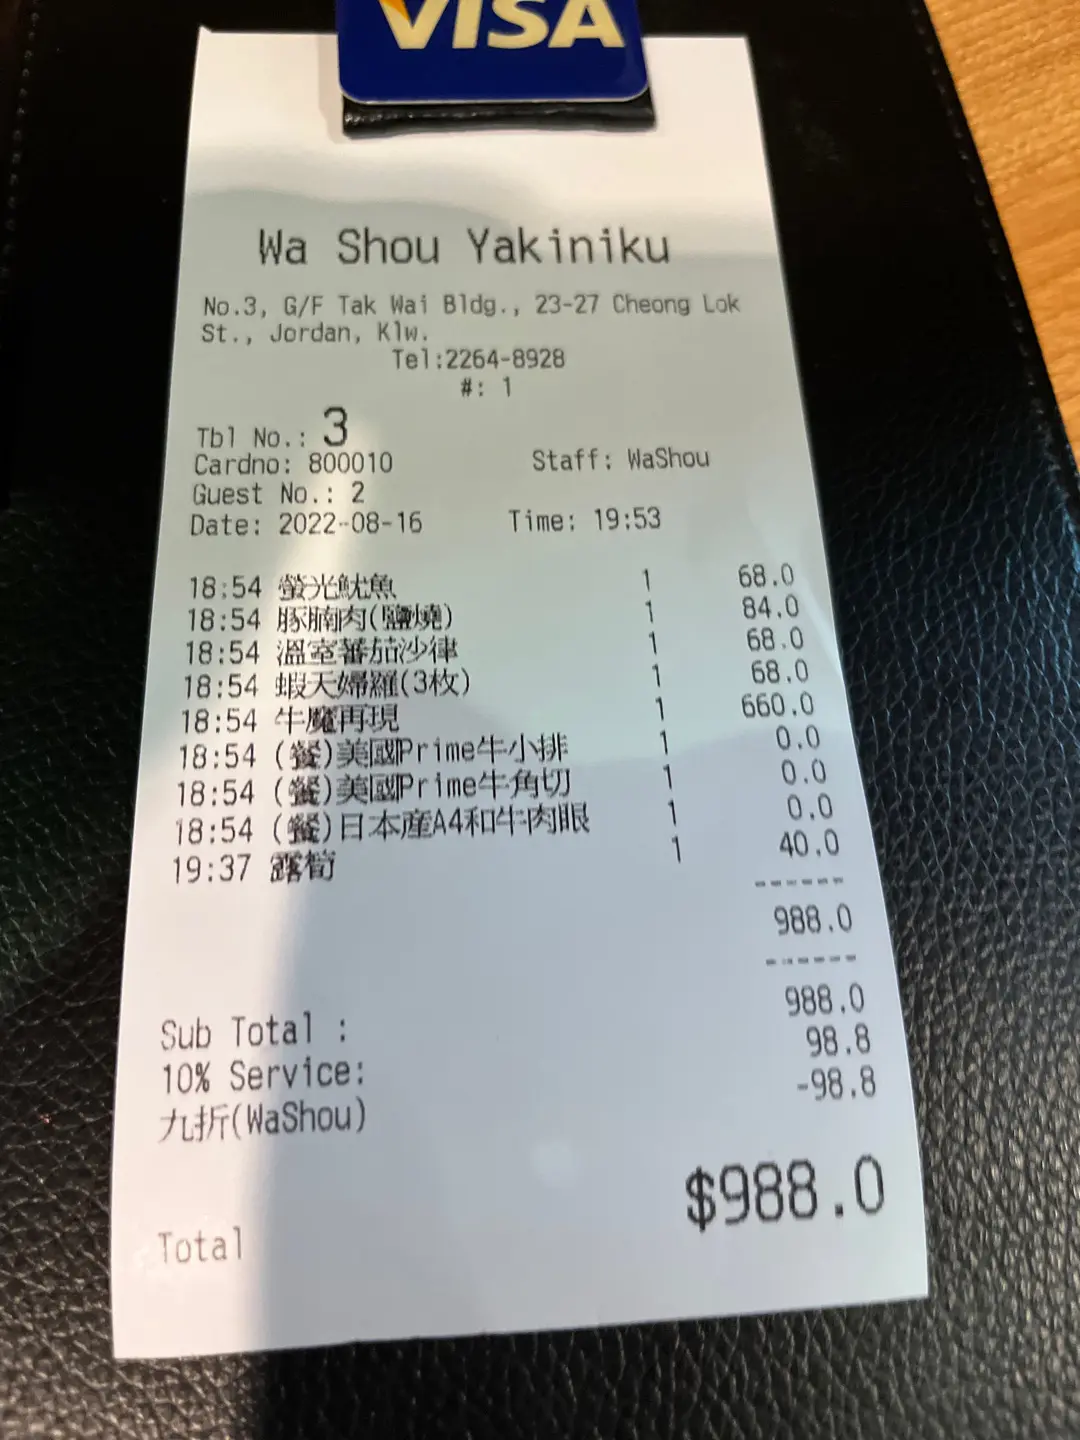 VISA
Wa Shou Yakiniku
No.3, G/F Tak Wai Bldg., 23-27 Cheong Lok
St., Jordan, Klw.
Tel:2264-8928
#: 1
Tbl No.: 3
Cardno: 800010 Staff: WaShou
Guest No.: 2
Date: 2022-08-16 Time: 19:53
18:54 螢光魷魚 1 68.0
18:54 豚腩肉(鹽燒) 1 84.0
18:54 溫室蕃茄沙律 1 68.0
18:54 蝦天婦羅(3枚) 1 68.0
18:54 牛魔再現 1 660.0
18:54 (餐)美國Prime牛小排 1 0.0
18:54 (餐)美國Prime牛角切 1 0.0
18:54 (餐)日本產A4和牛肉眼 1 0.0
19:37 露荀 1 40.0
------
988.0
------
Sub Total : 988.0
10% Service: 98.8
九折(WaShou) -98.8
Total $988.0